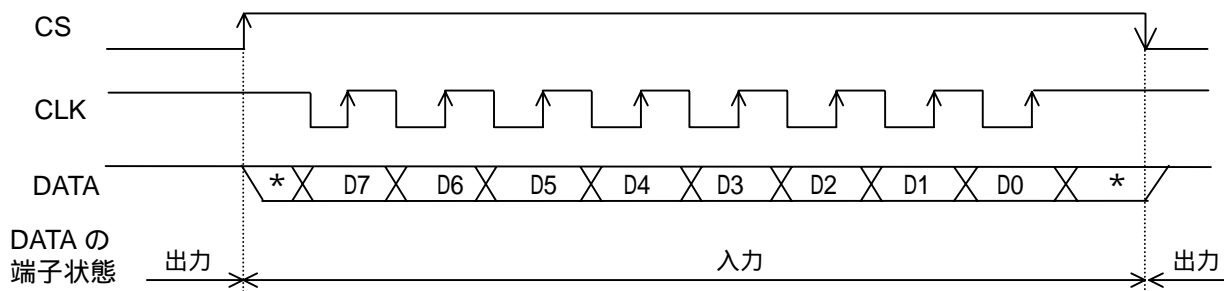 CS
CLK
DATA
* D7 D6 D5 D4 D3 D2 D1 D0 *
DATA の
端子状態
出力 入力 出力